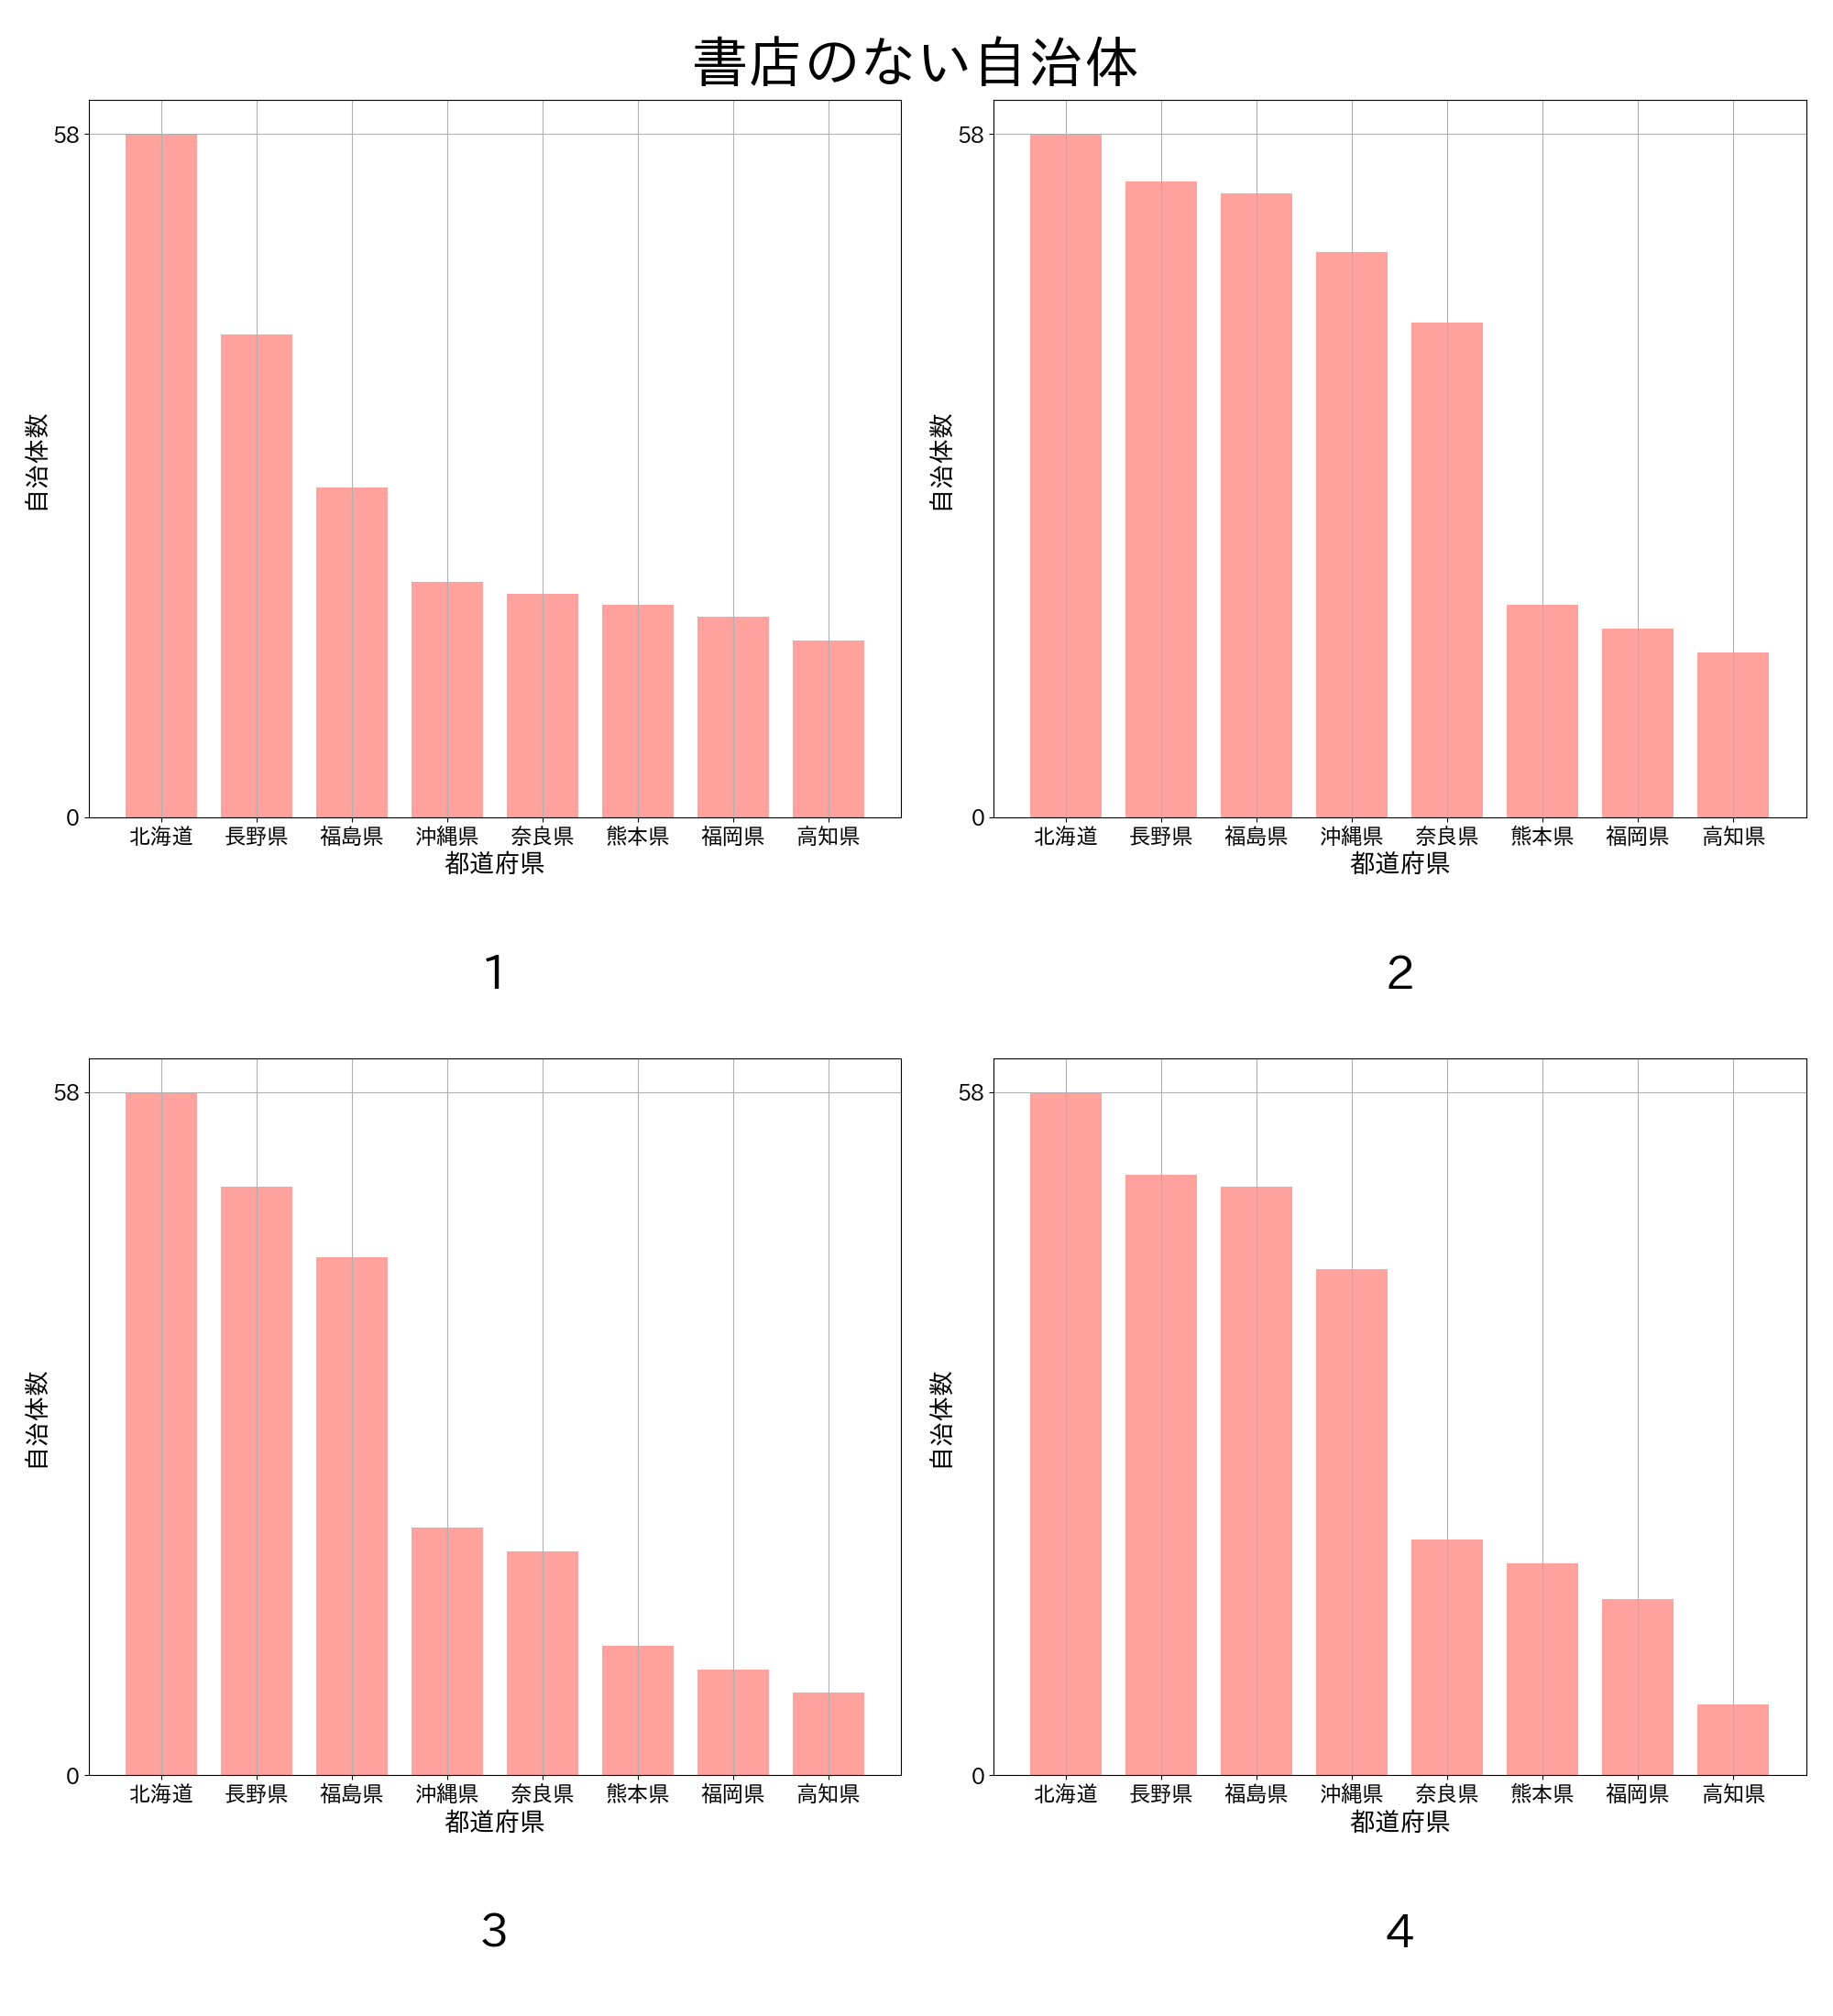 書店のない自治体
58
0
自治体数
北海道 長野県 福島県 沖縄県 奈良県 熊本県 福岡県 高知県
都道府県
1
58
0
自治体数
北海道 長野県 福島県 沖縄県 奈良県 熊本県 福岡県 高知県
都道府県
2
58
0
自治体数
北海道 長野県 福島県 沖縄県 奈良県 熊本県 福岡県 高知県
都道府県
3
58
0
自治体数
北海道 長野県 福島県 沖縄県 奈良県 熊本県 福岡県 高知県
都道府県
4